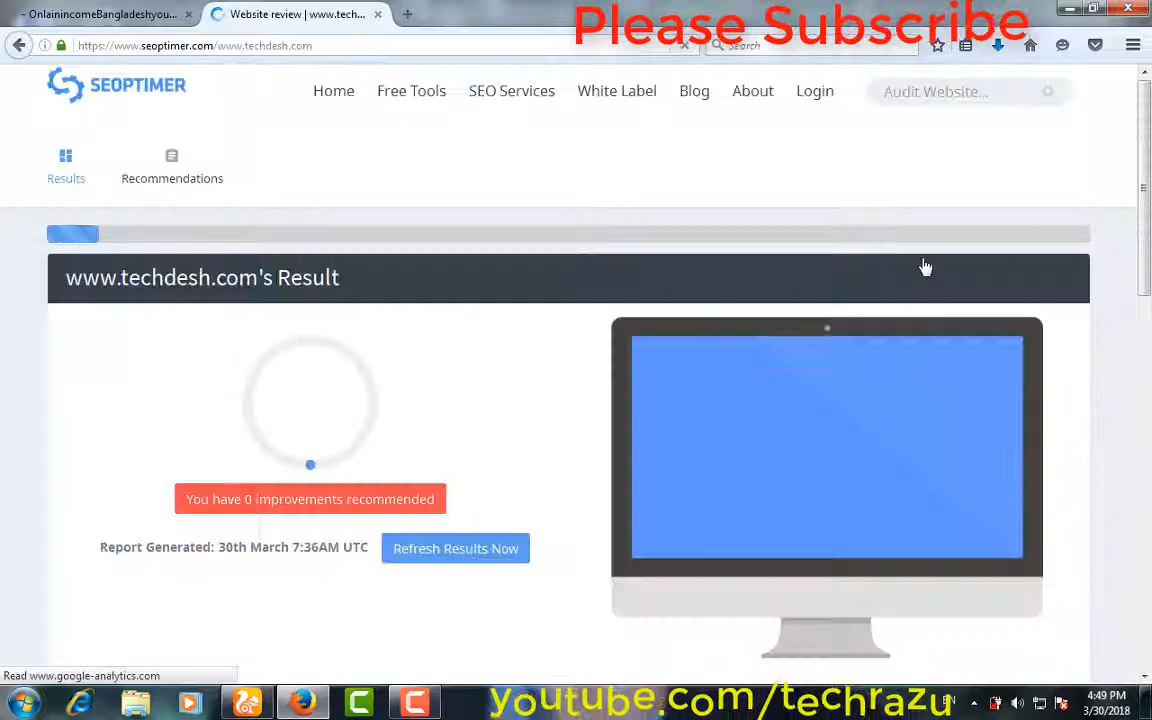 - OnlainincomeBangladeshyou...
Website review | www.tech...
Please Subscribe
https://www.seoptimer.com/www.techdesh.com
Search
SEOPTIMER
Home
Free Tools
SEO Services
White Label
Blog
About
Login
Audit Website...
Results
Recommendations
www.techdesh.com's Result
You have 0 improvements recommended
Report Generated: 30th March 7:36AM UTC
Refresh Results Now
Read www.google-analytics.com
youtube.com/techrazu
EN
4:49 PM
3/30/2018